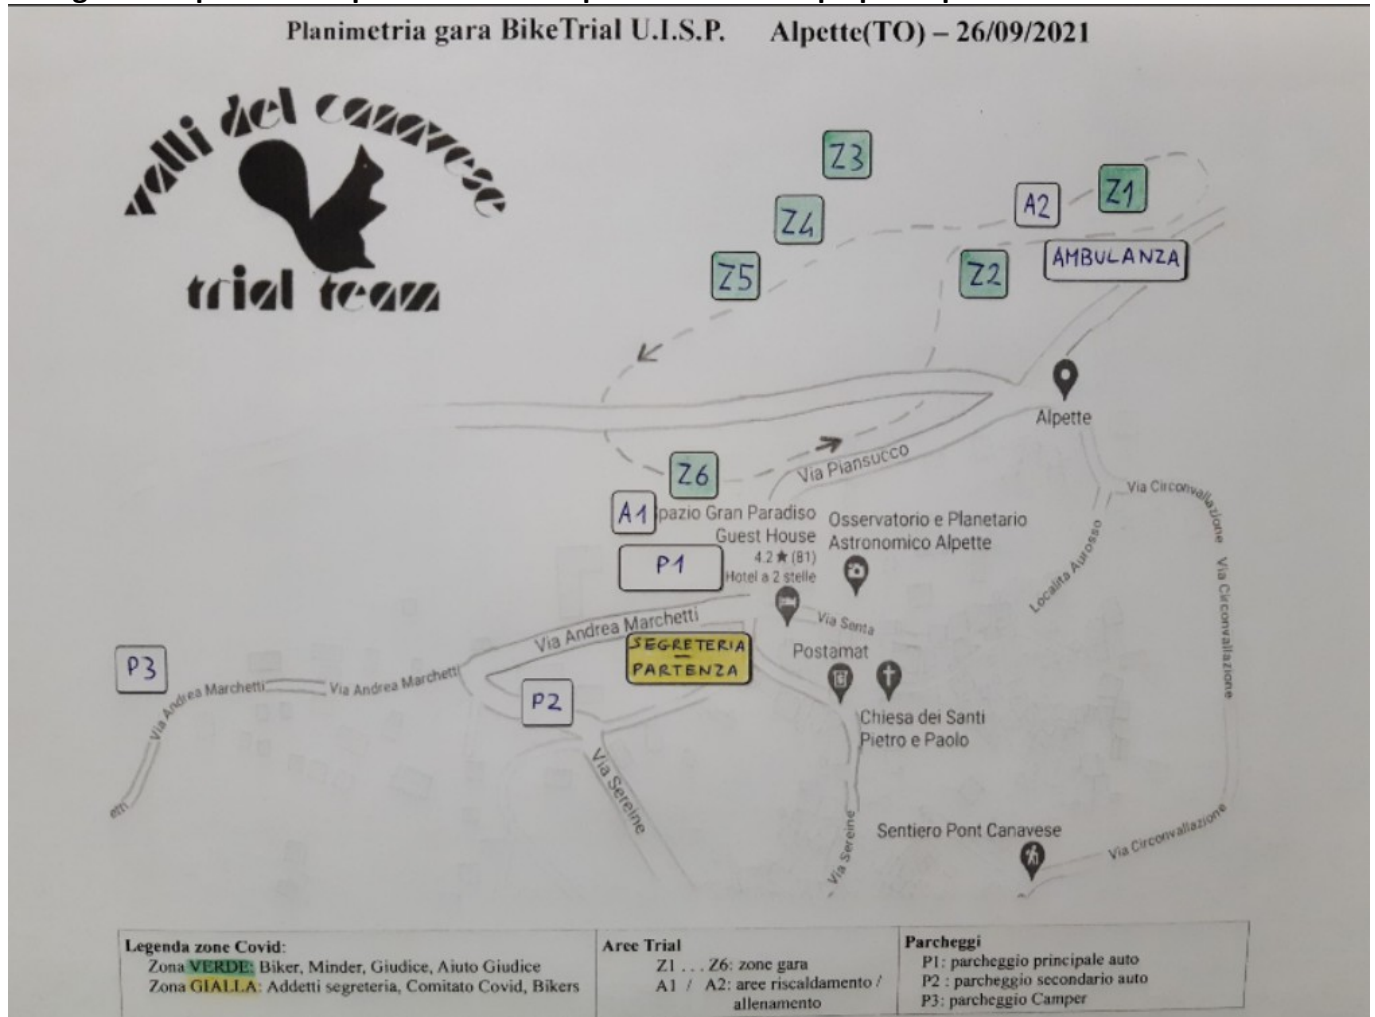 Planimetria gara BikeTrial U.I.S.P. Alpette(TO) – 26/09/2021
valli del canavese
trial team
Z3
Z1
A2
Z4
AMBULANZA
Z2
Z5
Alpette
Z6
Via Piansucco
Via Circonvallazione
A1
pazio Gran Paradiso
Guest House
4.2 ★ (81)
Hotel a 2 stelle
Osservatorio e Planetario
Astronomico Alpette
P1
Località Aurosso
Via Circonvallazione
Via Andrea Marchetti
Via Senta
SEGRETERIA
–
PARTENZA
Postamat
P3
Via Andrea Marchetti
Via Andrea Marchetti
P2
Chiesa dei Santi
Pietro e Paolo
Via Sereine
etti
Via Sereine
Sentiero Pont Canavese
Via Circonvallazione
Legenda zone Covid:
Zona VERDE: Biker, Minder, Giudice, Aiuto Giudice
Zona GIALLA: Addetti segreteria, Comitato Covid, Bikers
Aree Trial
Z1 . . . Z6: zone gara
A1 / A2: aree riscaldamento /
allenamento
Parcheggi
P1: parcheggio principale auto
P2 : parcheggio secondario auto
P3: parcheggio Camper